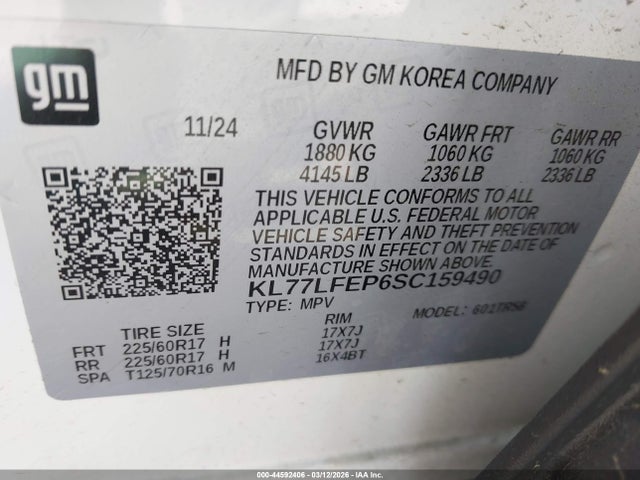 gm
MFD BY GM KOREA COMPANY
11/24 GVWR GAWR FRT GAWR RR
1880 KG 1060 KG 1060 KG
4145 LB 2336 LB 2336 LB
THIS VEHICLE CONFORMS TO ALL
APPLICABLE U.S. FEDERAL MOTOR
VEHICLE SAFETY AND THEFT PREVENTION
STANDARDS IN EFFECT ON THE DATE OF
MANUFACTURE SHOWN ABOVE.
KL77LFEP6SC159490
TYPE: MPV MODEL: 601TR58
TIRE SIZE RIM
FRT 225/60R17 H 17X7J
RR 225/60R17 H 17X7J
SPA T125/70R16 M 16X4BT
000-44592406 - 03/12/2026 - IAAI.COM